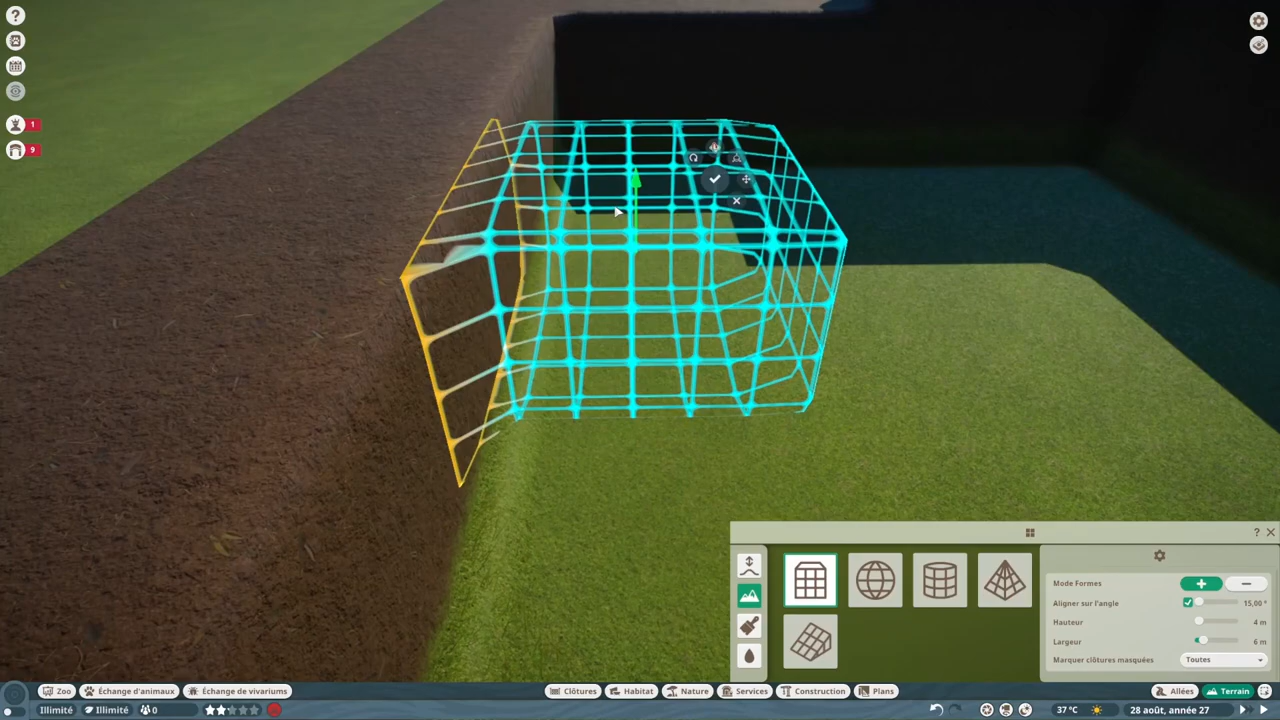 ?
1
9
? ×
Mode Formes + −
Aligner sur l'angle 15,00 °
Hauteur 4 m
Largeur 6 m
Marquer clôtures masquées Toutes
Zoo Échange d'animaux Échange de vivariums Clôtures Habitat Nature Services Construction Plans Allées Terrain
Illimité Illimité 0 37 °C 28 août, année 27